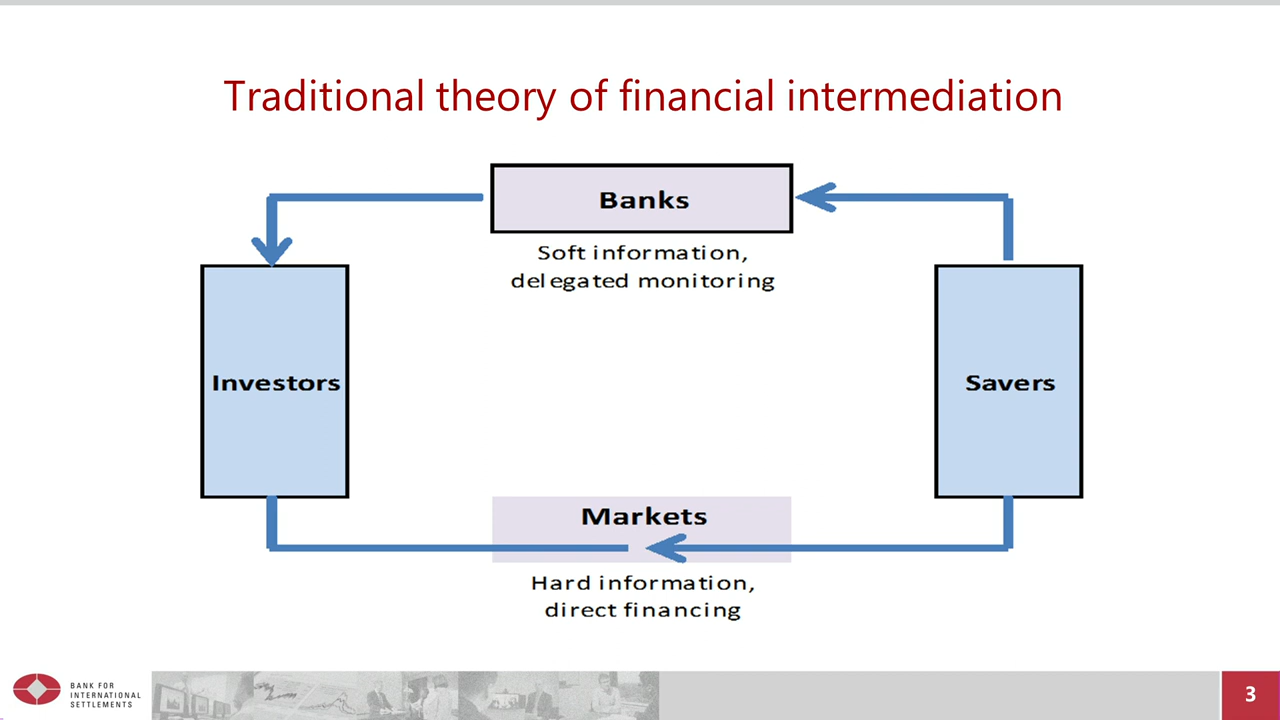 Traditional theory of financial intermediation
Banks
Soft information,
delegated monitoring
Investors
Savers
Markets
Hard information,
direct financing
BANK FOR
INTERNATIONAL
SETTLEMENTS
3